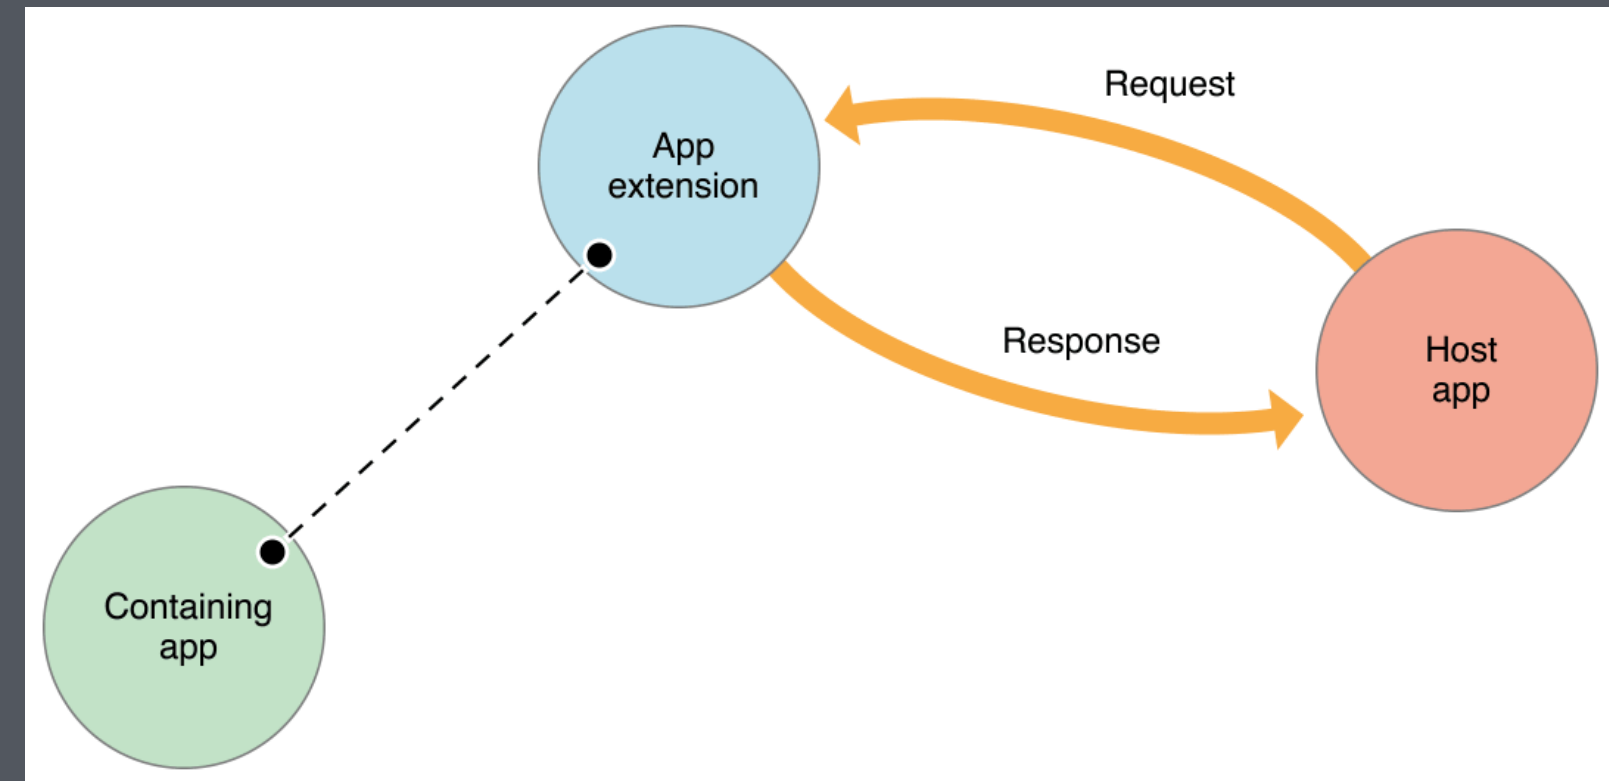 Request
App
extension
Response
Host
app
Containing
app